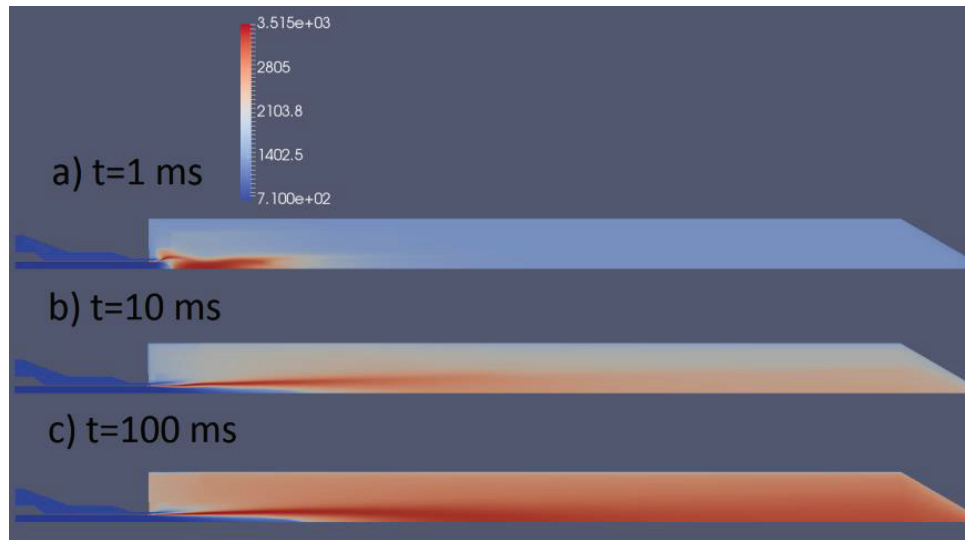 3.515e+03
2805
2103.8
1402.5
7.100e+02
a) t=1 ms
b) t=10 ms
c) t=100 ms